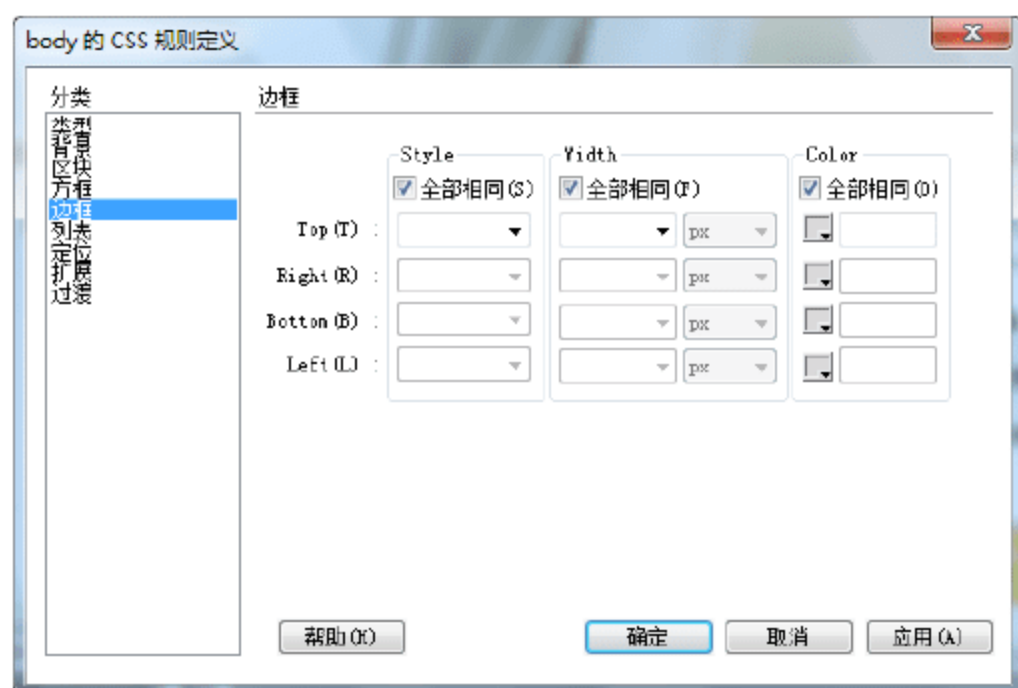 body 的 CSS 规则定义
分类
类型
背景
区块
方框
边框
列表
定位
扩展
过渡
边框
Style Width Color
全部相同(S) 全部相同(F) 全部相同(O)
Top(T) : px
Right(R) : px
Bottom(B) : px
Left(L) : px
帮助(H) 确定 取消 应用(A)